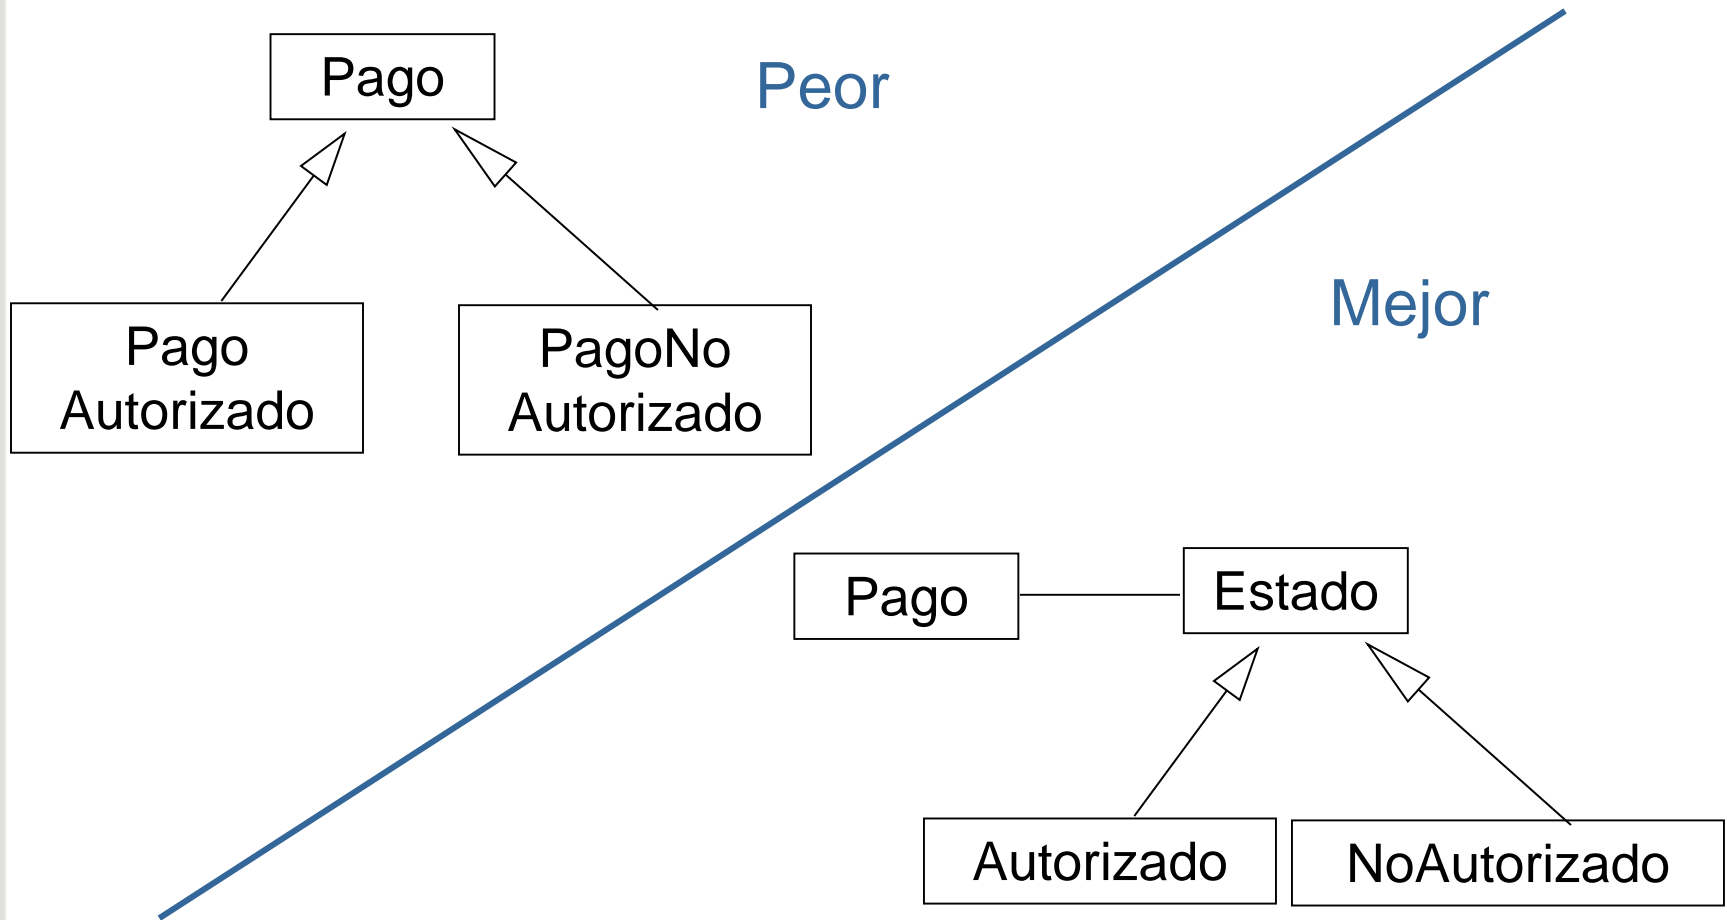 Pago
Peor
Pago
Autorizado
PagoNo
Autorizado
Mejor
Pago
Estado
Autorizado
NoAutorizado